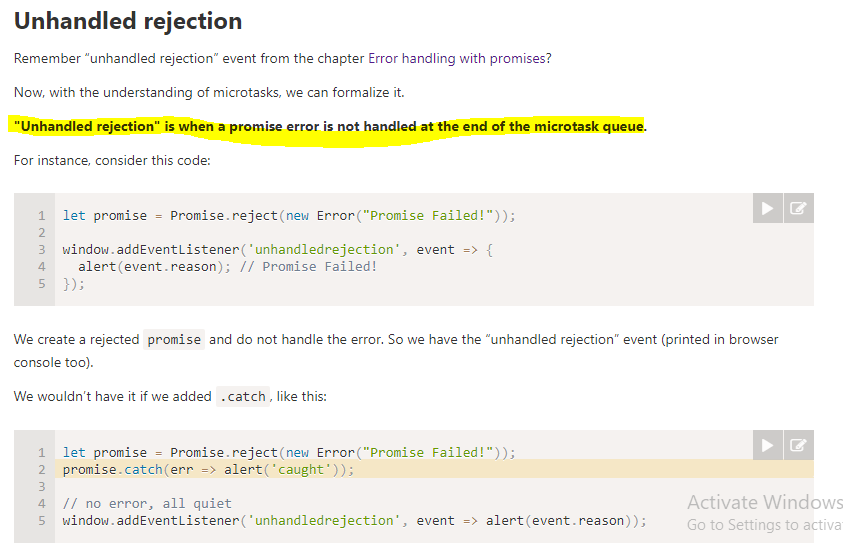 Unhandled rejection
Remember “unhandled rejection” event from the chapter Error handling with promises?
Now, with the understanding of microtasks, we can formalize it.
"Unhandled rejection" is when a promise error is not handled at the end of the microtask queue.
For instance, consider this code:
1 let promise = Promise.reject(new Error("Promise Failed!"));
2
3 window.addEventListener('unhandledrejection', event => {
4   alert(event.reason); // Promise Failed!
5 });
We create a rejected promise and do not handle the error. So we have the “unhandled rejection” event (printed in browser
console too).
We wouldn’t have it if we added .catch, like this:
1 let promise = Promise.reject(new Error("Promise Failed!"));
2 promise.catch(err => alert('caught'));
3
4 // no error, all quiet
5 window.addEventListener('unhandledrejection', event => alert(event.reason));
Activate Windows
Go to Settings to activa